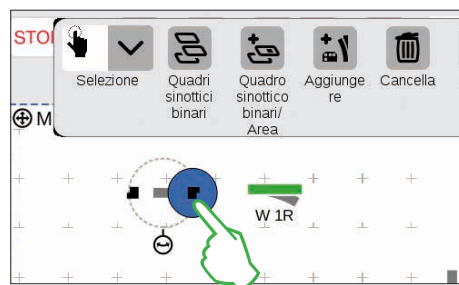 STO
Selezione
Quadri
sinottici
binari
Quadro
sinottico
binari/
Area
Aggiunge
re
Cancella
M
W 1R